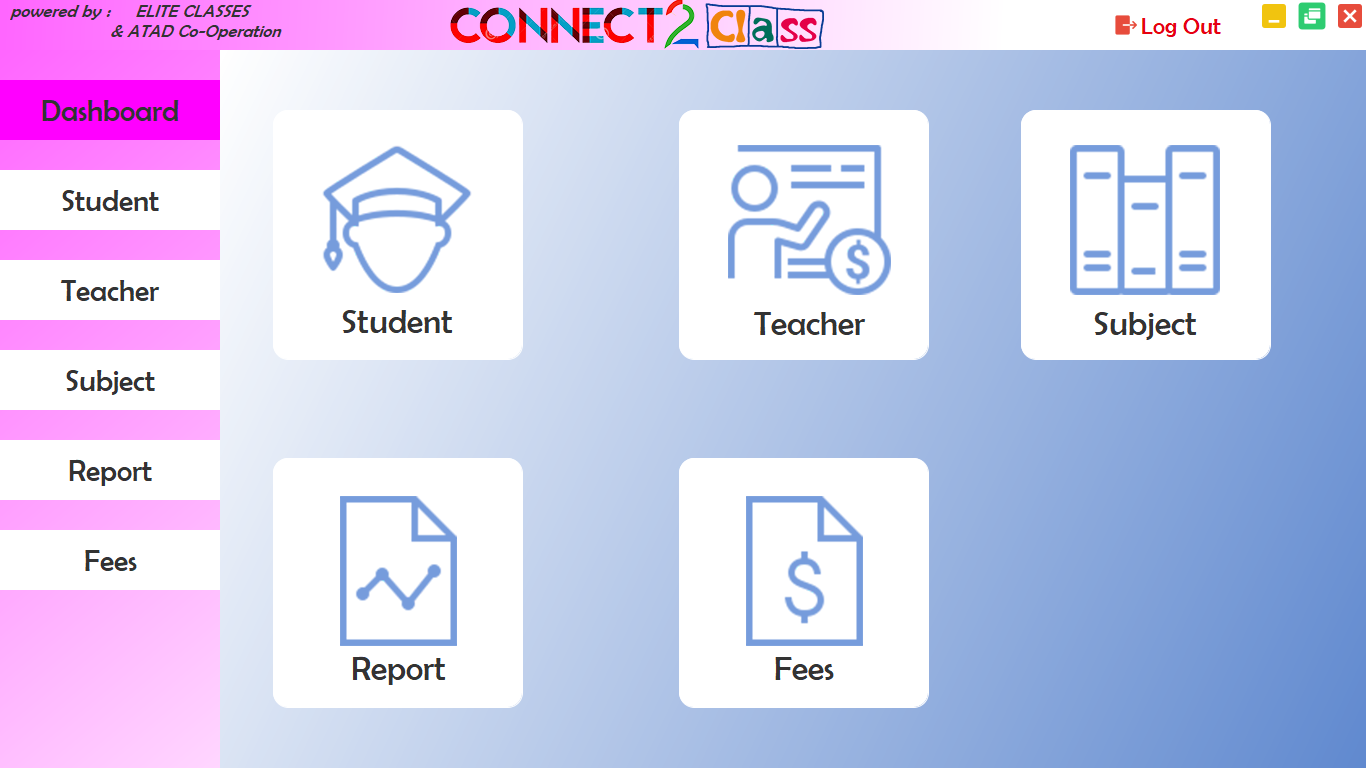 powered by : ELITE CLASSES
& ATAD Co-Operation
CONNECT2 Class
Log Out
Dashboard
Student
Teacher
Subject
Report
Fees
Student
Teacher
Subject
Report
Fees